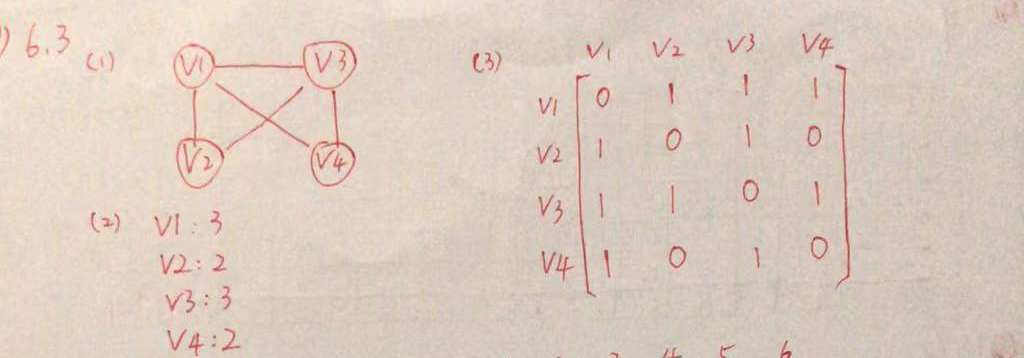 ) 6.3
(1)
V1 V3
V2 V4
(2) V1: 3
V2: 2
V3: 3
V4: 2
(3)
V1 V2 V3 V4
V1 0 1 1 1
V2 1 0 1 0
V3 1 1 0 1
V4 1 0 1 0